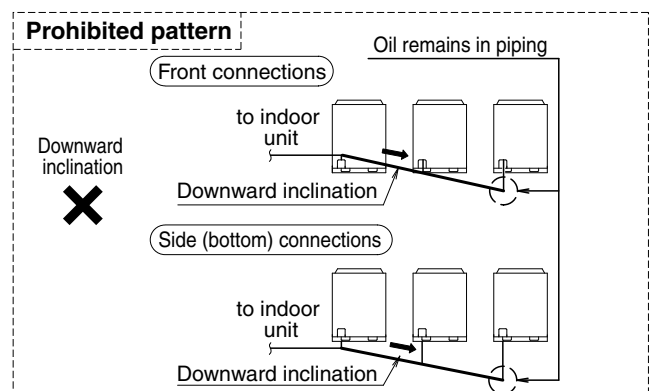 Prohibited pattern
Oil remains in piping
Front connections
to indoor
unit
Downward
inclination
Downward inclination
Side (bottom) connections
to indoor
unit
Downward inclination